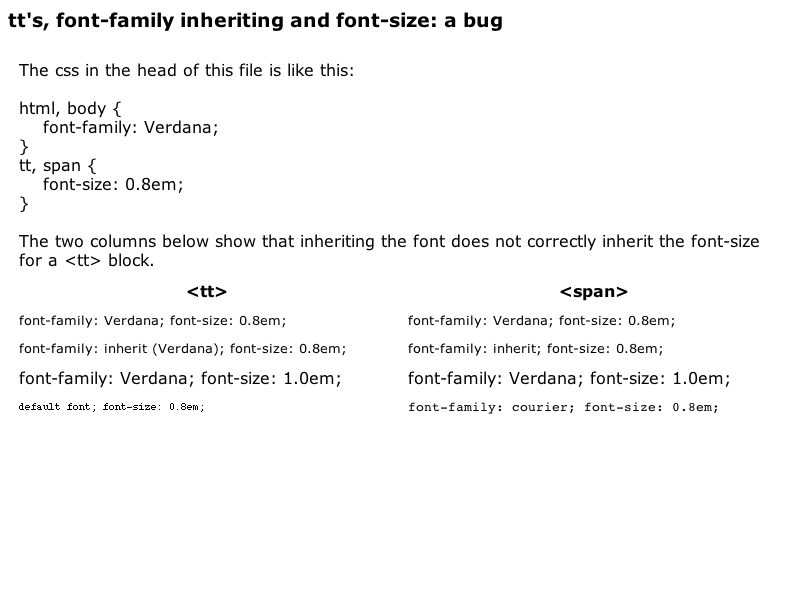 tt's, font-family inheriting and font-size: a bug
The css in the head of this file is like this:
html, body {
font-family: Verdana;
}
tt, span {
font-size: 0.8em;
}
The two columns below show that inheriting the font does not correctly inherit the font-size
for a <tt> block.
<tt> <span>
font-family: Verdana; font-size: 0.8em; font-family: Verdana; font-size: 0.8em;
font-family: inherit (Verdana); font-size: 0.8em; font-family: inherit; font-size: 0.8em;
font-family: Verdana; font-size: 1.0em; font-family: Verdana; font-size: 1.0em;
default font; font-size: 0.8em; font-family: courier; font-size: 0.8em;